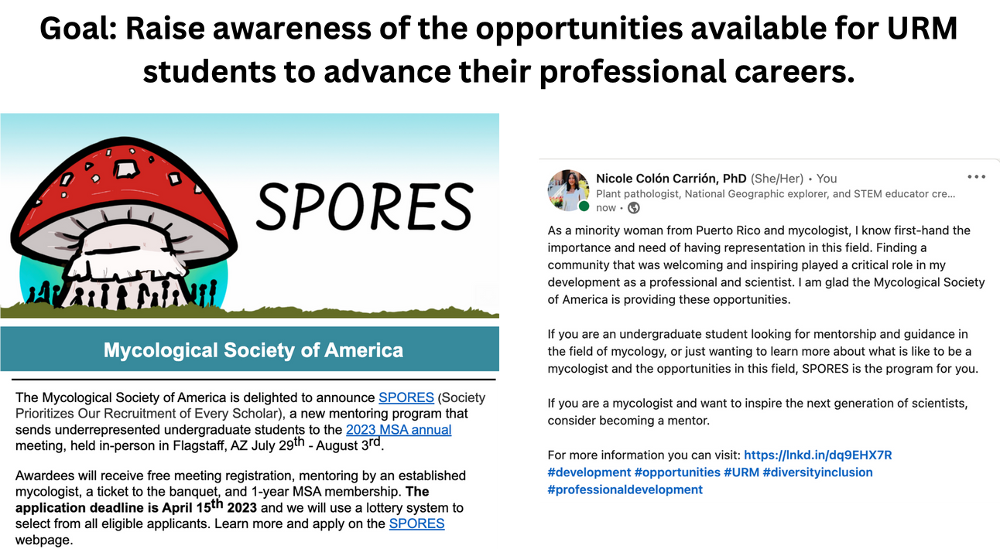 Goal: Raise awareness of the opportunities available for URM
students to advance their professional careers.
SPORES
Mycological Society of America
The Mycological Society of America is delighted to announce SPORES (Society
Prioritizes Our Recruitment of Every Scholar), a new mentoring program that
sends underrepresented undergraduate students to the 2023 MSA annual
meeting, held in-person in Flagstaff, AZ July 29th - August 3rd.
Awardees will receive free meeting registration, mentoring by an established
mycologist, a ticket to the banquet, and 1-year MSA membership. The
application deadline is April 15th 2023 and we will use a lottery system to
select from all eligible applicants. Learn more and apply on the SPORES
webpage.
Nicole Colón Carrión, PhD (She/Her) • You
Plant pathologist, National Geographic explorer, and STEM educator cre...
now •
As a minority woman from Puerto Rico and mycologist, I know first-hand the
importance and need of having representation in this field. Finding a
community that was welcoming and inspiring played a critical role in my
development as a professional and scientist. I am glad the Mycological Society
of America is providing these opportunities.
If you are an undergraduate student looking for mentorship and guidance in
the field of mycology, or just wanting to learn more about what is like to be a
mycologist and the opportunities in this field, SPORES is the program for you.
If you are a mycologist and want to inspire the next generation of scientists,
consider becoming a mentor.
For more information you can visit: https://lnkd.in/dq9EHX7R
#development #opportunities #URM #diversityinclusion
#professionaldevelopment